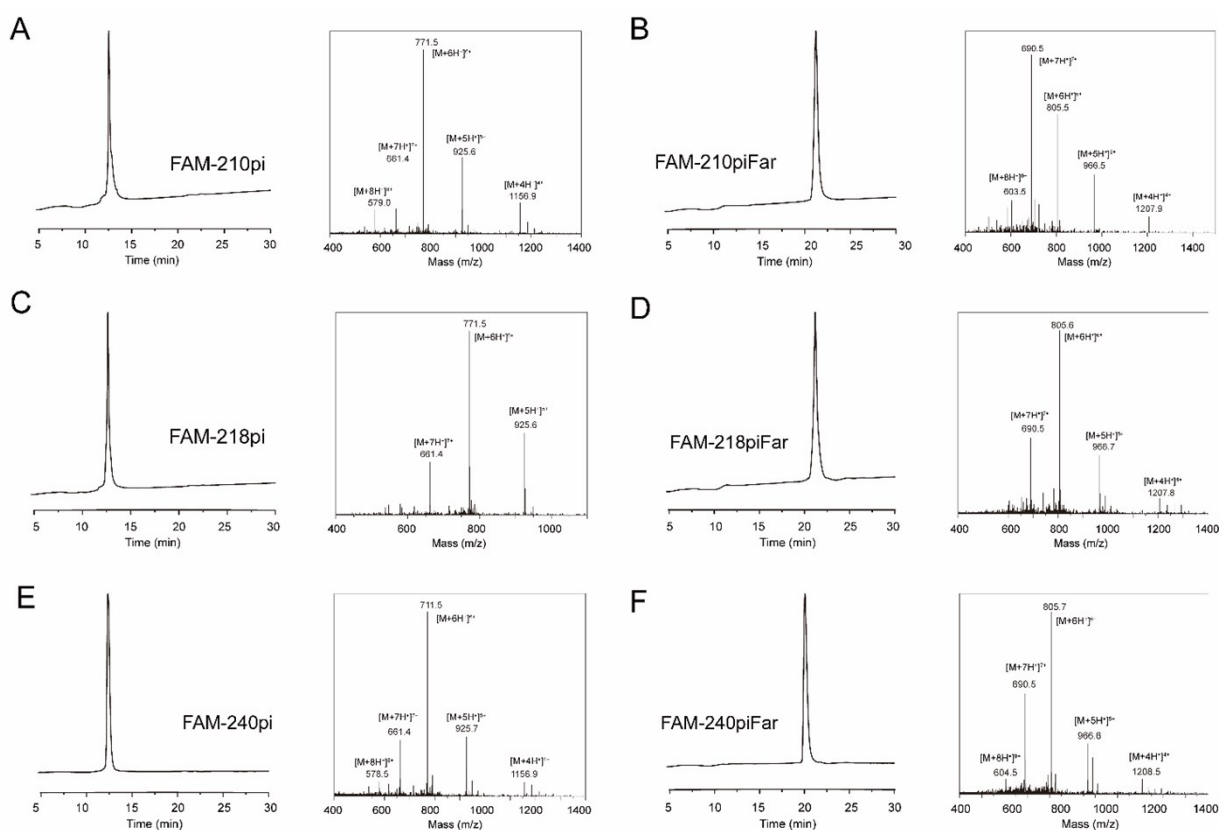 A
771.5
[M+6H⁺]⁶⁺
[M+7H⁺]⁷⁺
661.4
[M+5H⁺]⁵⁺
925.6
[M+8H⁺]⁸⁺
579.0
[M+4H⁺]⁴⁺
1156.9
FAM-210pi
5 10 15 20 25 30
Time (min)
400 600 800 1000 1200 1400
Mass (m/z)
B
690.5
[M+7H⁺]⁷⁺
[M+6H⁺]⁶⁺
805.5
[M+5H⁺]⁵⁺
966.5
[M+8H⁺]⁸⁺
603.5
[M+4H⁺]⁴⁺
1207.9
FAM-210piFar
5 10 15 20 25 30
Time (min)
400 600 800 1000 1200 1400
Mass (m/z)
C
771.5
[M+6H⁺]⁶⁺
[M+5H⁺]⁵⁺
925.6
[M+7H⁺]⁷⁺
661.4
FAM-218pi
5 10 15 20 25 30
Time (min)
400 600 800 1000
Mass (m/z)
D
805.6
[M+6H⁺]⁶⁺
[M+7H⁺]⁷⁺
690.5
[M+5H⁺]⁵⁺
966.7
[M+4H⁺]⁴⁺
1207.8
FAM-218piFar
5 10 15 20 25 30
Time (min)
400 600 800 1000 1200 1400
Mass (m/z)
E
711.5
[M+6H⁺]⁶⁺
[M+7H⁺]⁷⁺
661.4
[M+5H⁺]⁵⁺
925.7
[M+8H⁺]⁸⁺
578.5
[M+4H⁺]⁴⁺
1156.9
FAM-240pi
5 10 15 20 25 30
Time (min)
400 600 800 1000 1200 1400
Mass (m/z)
F
805.7
[M+6H⁺]⁶⁺
[M+7H⁺]⁷⁺
690.5
[M+5H⁺]⁵⁺
966.6
[M+8H⁺]⁸⁺
604.5
[M+4H⁺]⁴⁺
1208.5
FAM-240piFar
5 10 15 20 25 30
Time (min)
400 600 800 1000 1200 1400
Mass (m/z)